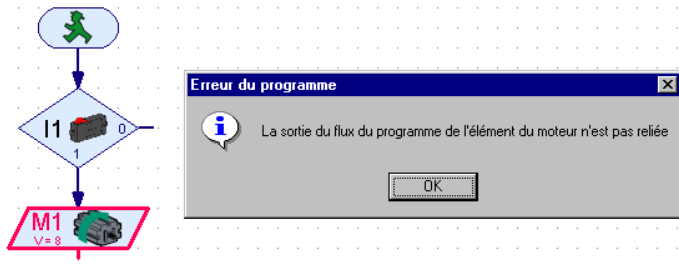 Erreur du programme
I1
0
1
La sortie du flux du programme de l'élément du moteur n'est pas reliée
OK
M1
V = 8